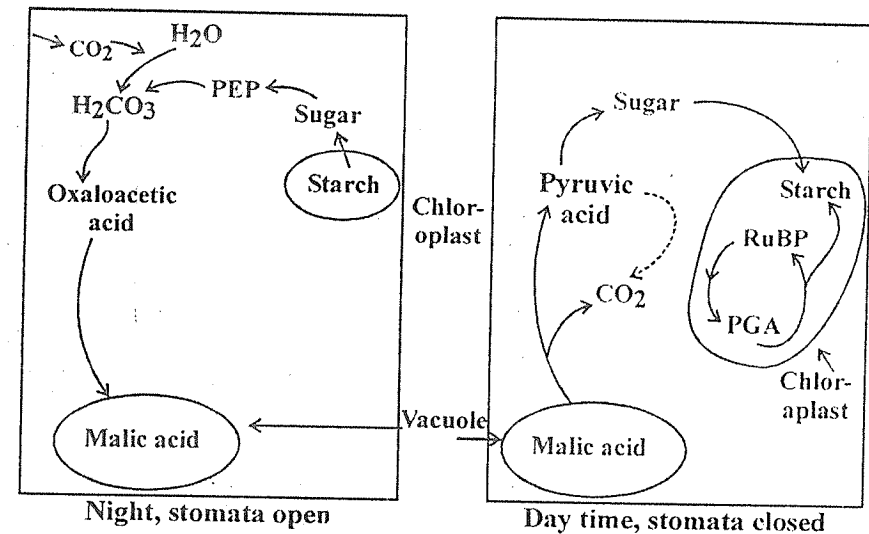 CO2
H2O
H2CO3
PEP
Sugar
Starch
Oxaloacetic
acid
Malic acid
Night, stomata open
Chlor-
oplast
Vacuole
Sugar
Pyruvic
acid
Starch
RuBP
CO2
PGA
Chlor-
aplast
Malic acid
Day time, stomata closed